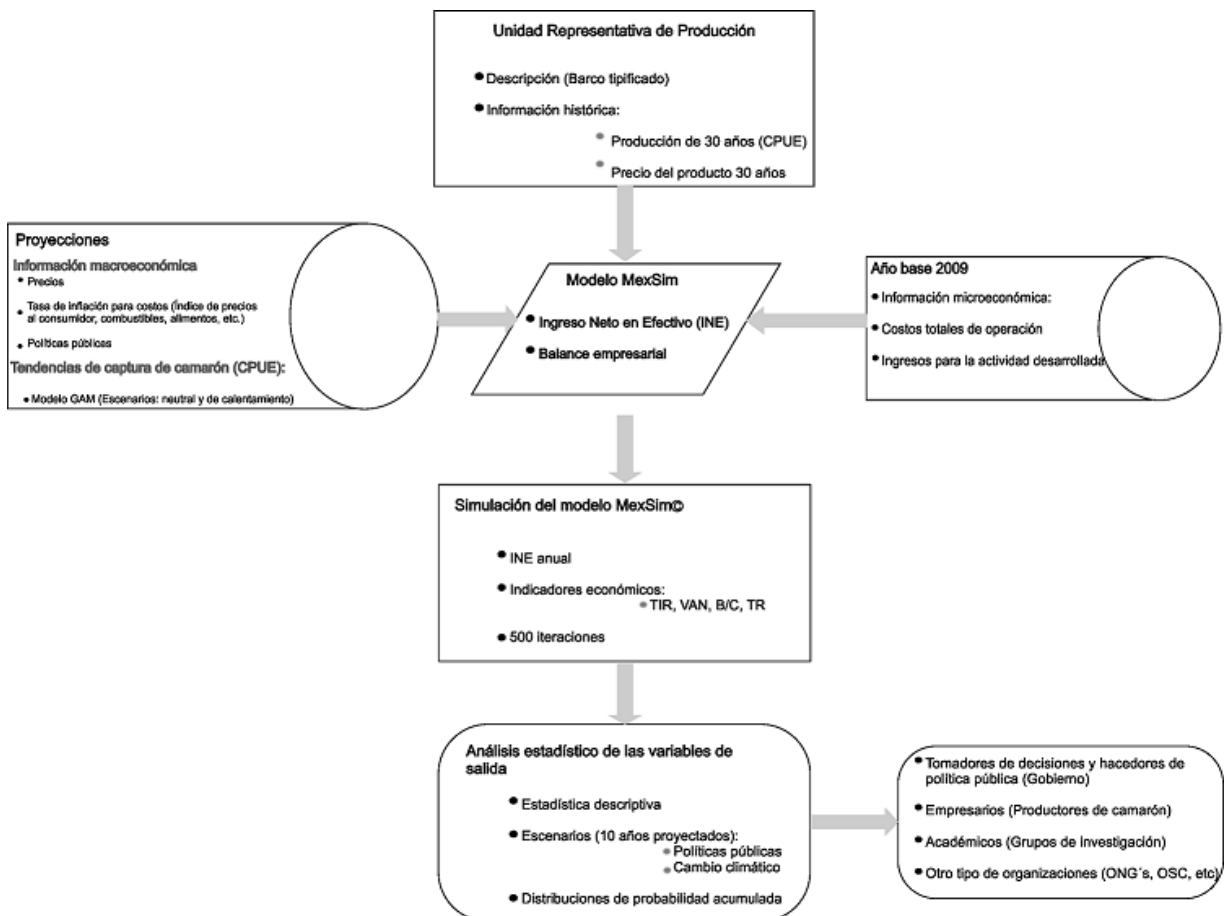 Unidad Representativa de Producción
Descripción (Barco tipificado)
Información histórica:
Producción de 30 años (CPUE)
Precio del producto 30 años
Proyecciones
Información macroeconómica
Precios
Tasa de inflación para costos (Índice de precios
al consumidor, combustibles, alimentos, etc.)
Políticas públicas
Tendencias de captura de camarón (CPUE):
Modelo GAM (Escenarios: neutral y de calentamiento)
Modelo MexSim
Ingreso Neto en Efectivo (INE)
Balance empresarial
Año base 2009
Información microeconómica:
Costos totales de operación
Ingresos para la actividad desarrollada
Simulación del modelo MexSim©
INE anual
Indicadores económicos:
TIR, VAN, B/C, TR
500 iteraciones
Análisis estadístico de las variables de
salida
Estadística descriptiva
Escenarios (10 años proyectados):
Políticas públicas
Cambio climático
Distribuciones de probabilidad acumulada
Tomadores de decisiones y hacedores de
política pública (Gobierno)
Empresarios (Productores de camarón)
Académicos (Grupos de Investigación)
Otro tipo de organizaciones (ONG´s, OSC, etc)